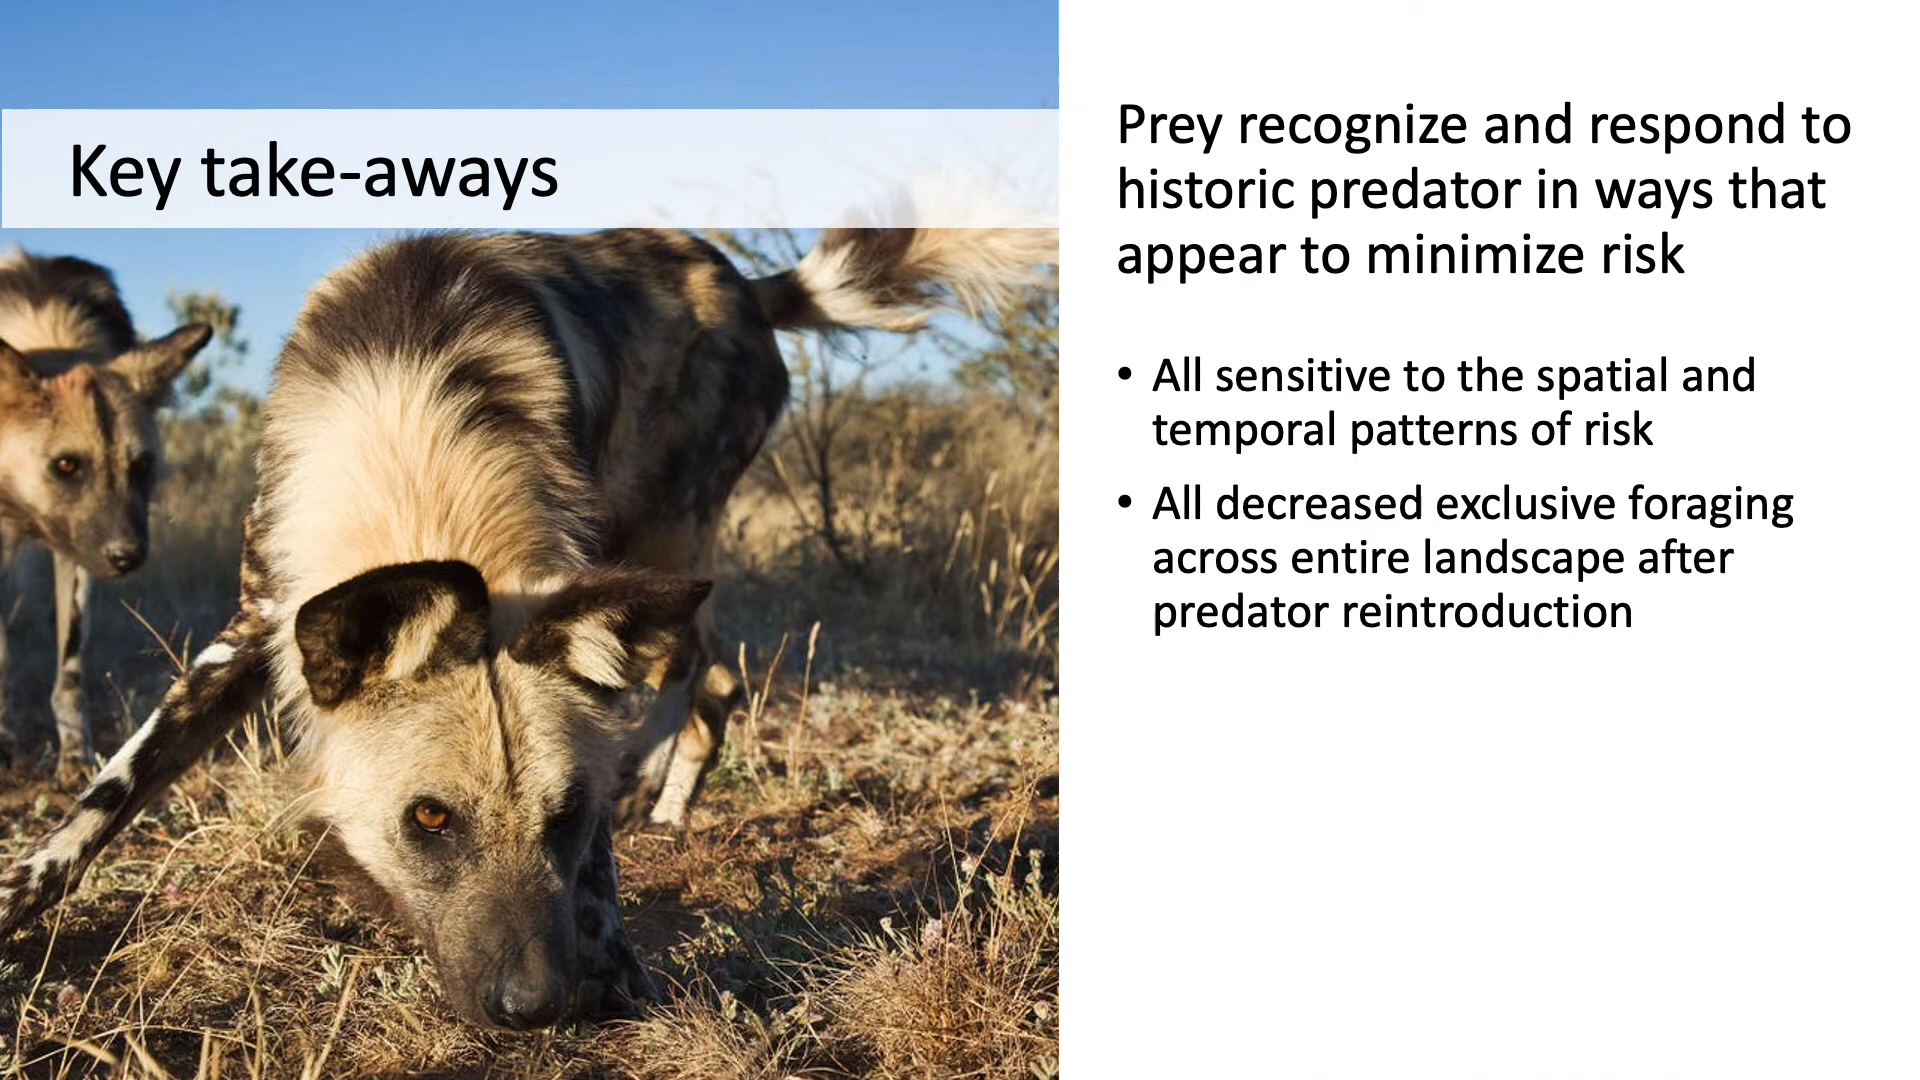 Key take-aways
Prey recognize and respond to
historic predator in ways that
appear to minimize risk
• All sensitive to the spatial and
temporal patterns of risk
• All decreased exclusive foraging
across entire landscape after
predator reintroduction